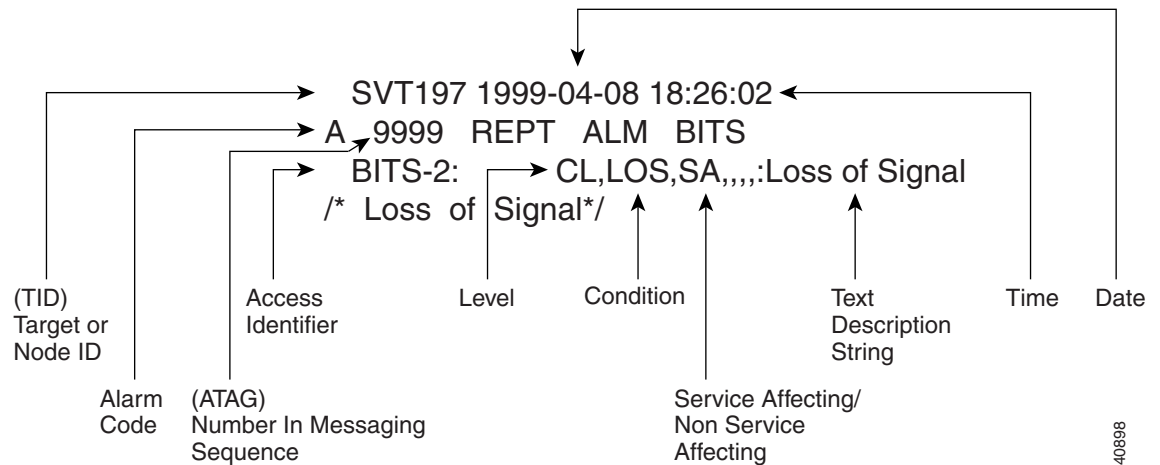 SVT197 1999-04-08 18:26:02
A 9999 REPT ALM BITS
BITS-2: CL,LOS,SA,,,,:Loss of Signal
/* Loss of Signal*/
(TID)
Target or
Node ID
Access
Identifier
Level
Condition
Text
Description
String
Time
Date
Alarm
Code
(ATAG)
Number In Messaging
Sequence
Service Affecting/
Non Service
Affecting
40898